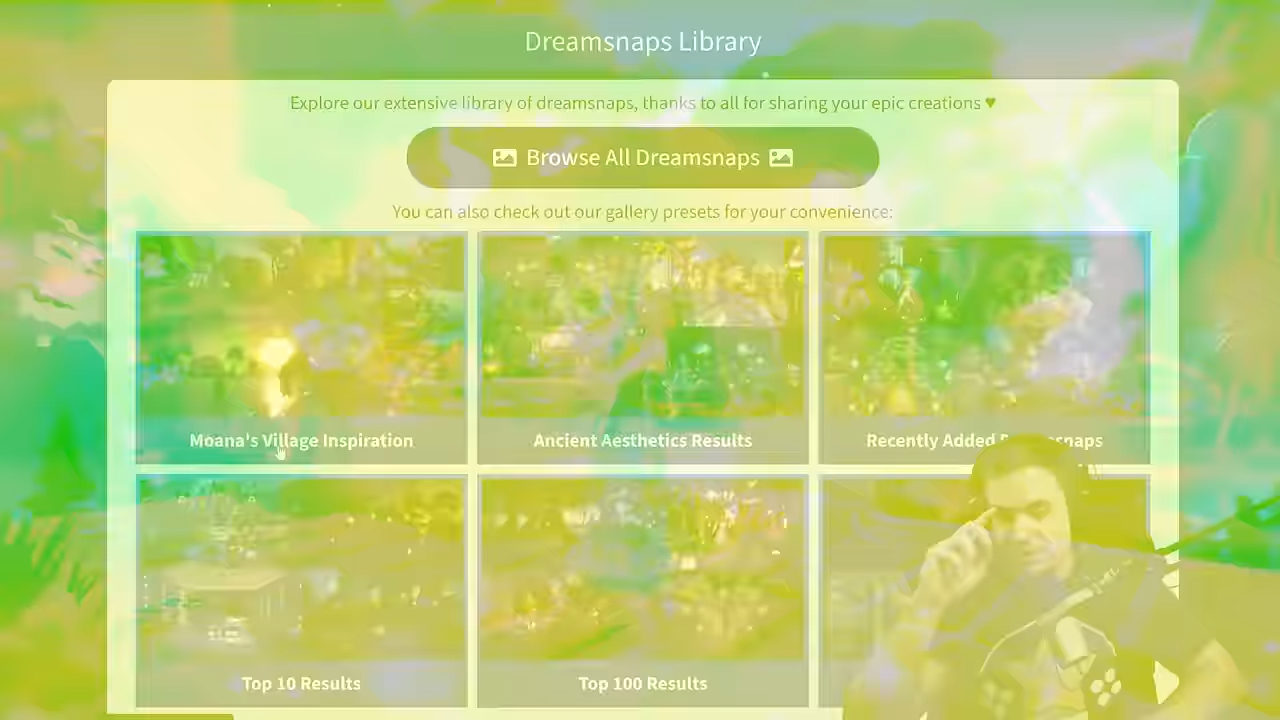 Dreamsnaps Library
Explore our extensive library of dreamsnaps, thanks to all for sharing your epic creations ♥
Browse All Dreamsnaps
You can also check out our gallery presets for your convenience:
Moana's Village Inspiration
Ancient Aesthetics Results
Recently Added
Top 10 Results
Top 100 Results